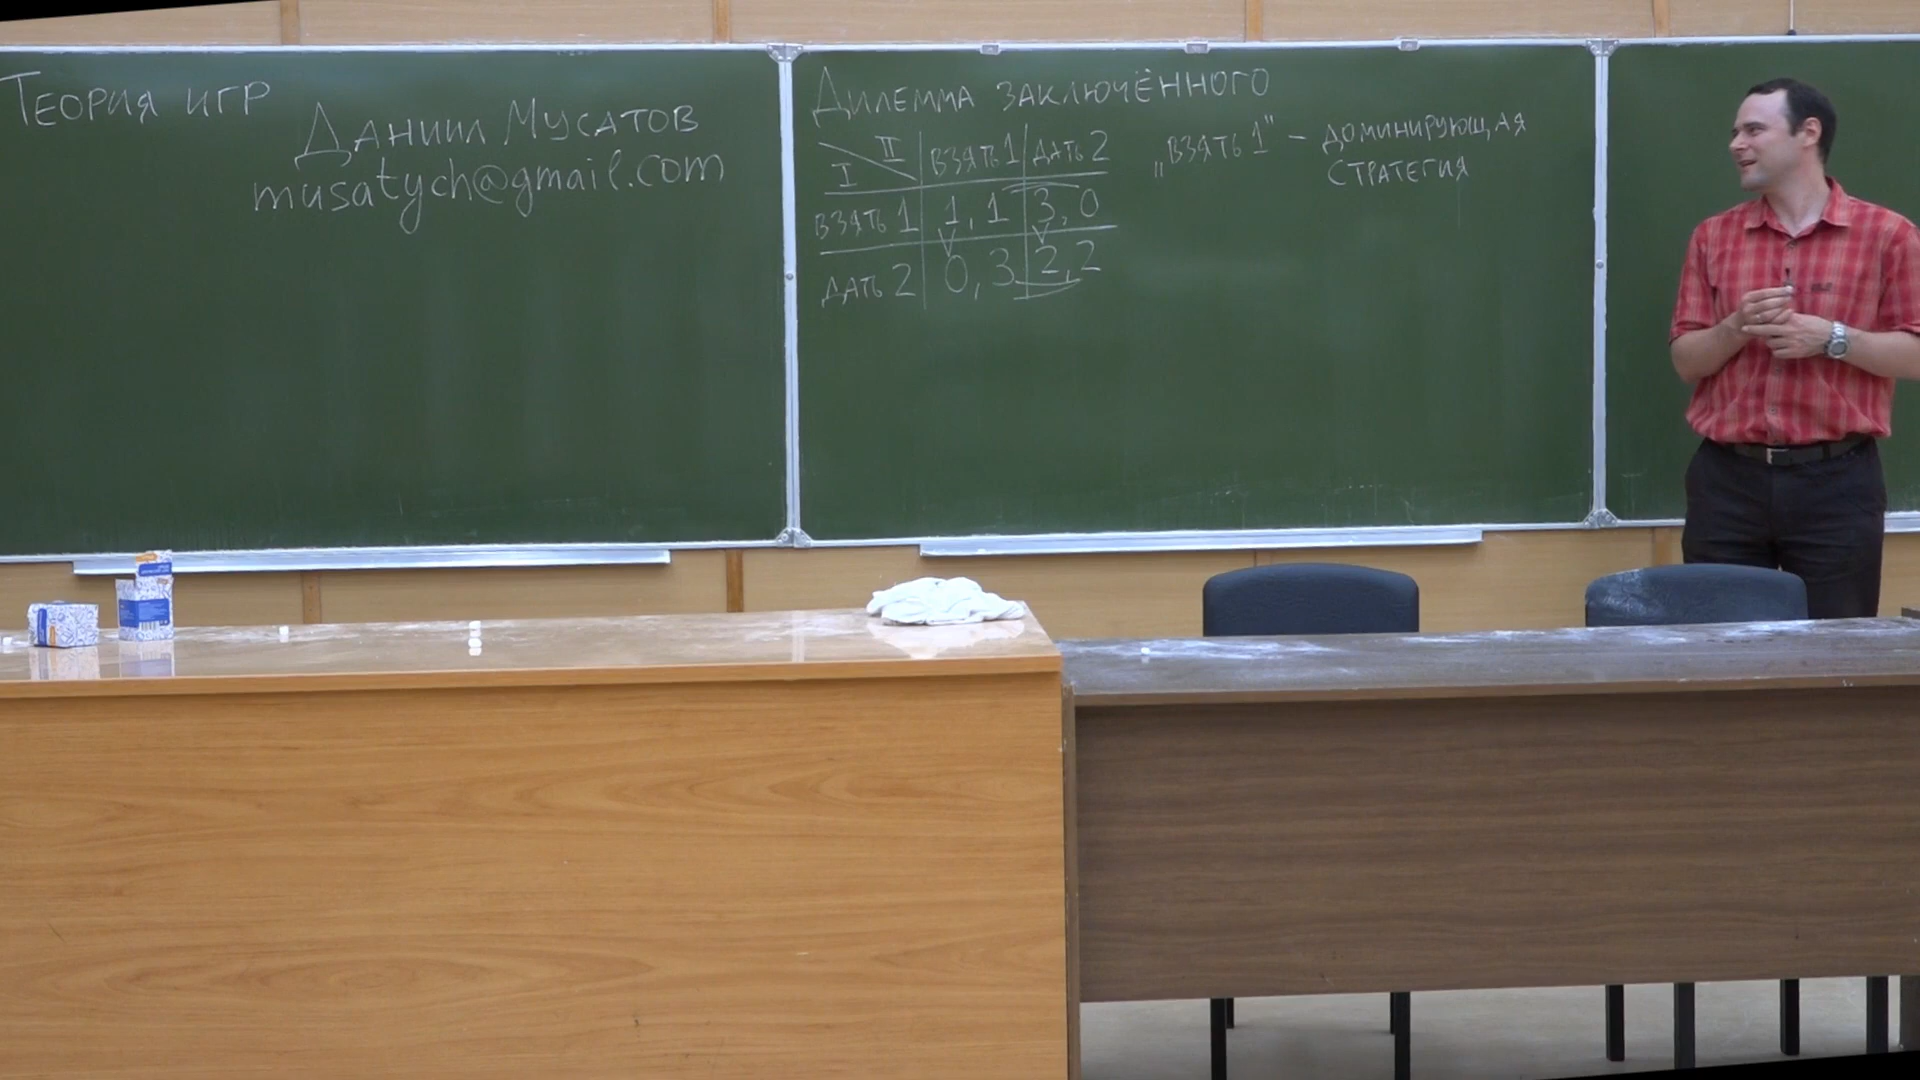 Теория игр
Даниил Мусатов
musatych@gmail.com
Дилемма заключённого
II
I
взять 1
дать 2
взять 1
1, 1
3, 0
дать 2
0, 3
2, 2
„взять 1" – доминирующая
стратегия